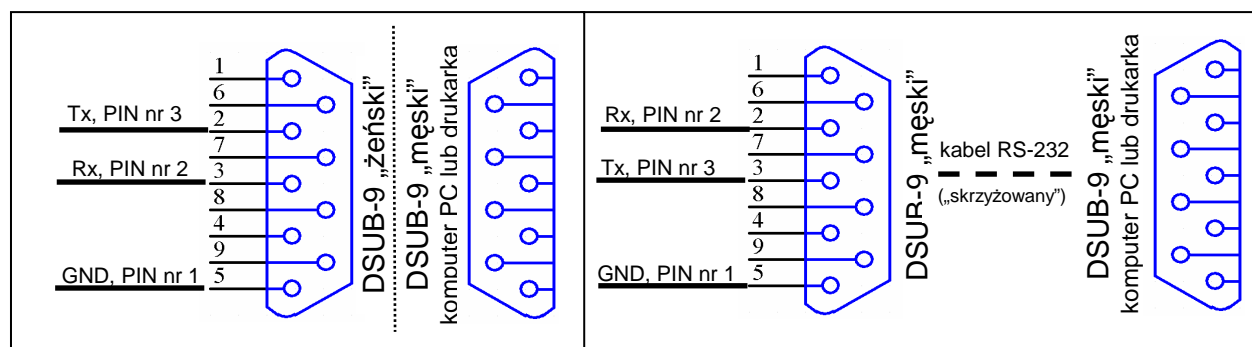 1
6
Tx, PIN nr 3
2
7
Rx, PIN nr 2
3
8
4
9
GND, PIN nr 1
5
DSUB-9 „żeński”
DSUB-9 „męski”
komputer PC lub drukarka
1
6
Rx, PIN nr 2
2
7
Tx, PIN nr 3
3
8
4
9
GND, PIN nr 1
5
DSUB-9 „męski”
kabel RS-232
(„skrzyżowany”)
DSUB-9 „męski”
komputer PC lub drukarka